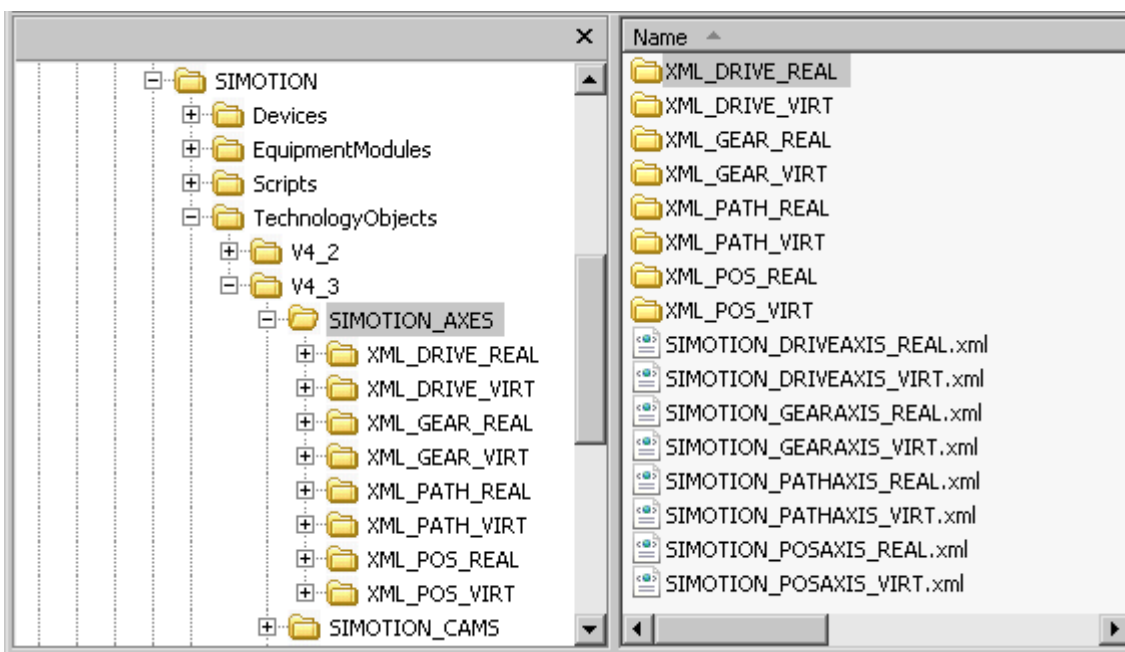 SIMOTION
Devices
EquipmentModules
Scripts
TechnologyObjects
V4_2
V4_3
SIMOTION_AXES
XML_DRIVE_REAL
XML_DRIVE_VIRT
XML_GEAR_REAL
XML_GEAR_VIRT
XML_PATH_REAL
XML_PATH_VIRT
XML_POS_REAL
XML_POS_VIRT
SIMOTION_CAMS
Name
XML_DRIVE_REAL
XML_DRIVE_VIRT
XML_GEAR_REAL
XML_GEAR_VIRT
XML_PATH_REAL
XML_PATH_VIRT
XML_POS_REAL
XML_POS_VIRT
SIMOTION_DRIVEAXIS_REAL.xml
SIMOTION_DRIVEAXIS_VIRT.xml
SIMOTION_GEARAXIS_REAL.xml
SIMOTION_GEARAXIS_VIRT.xml
SIMOTION_PATHAXIS_REAL.xml
SIMOTION_PATHAXIS_VIRT.xml
SIMOTION_POSAXIS_REAL.xml
SIMOTION_POSAXIS_VIRT.xml